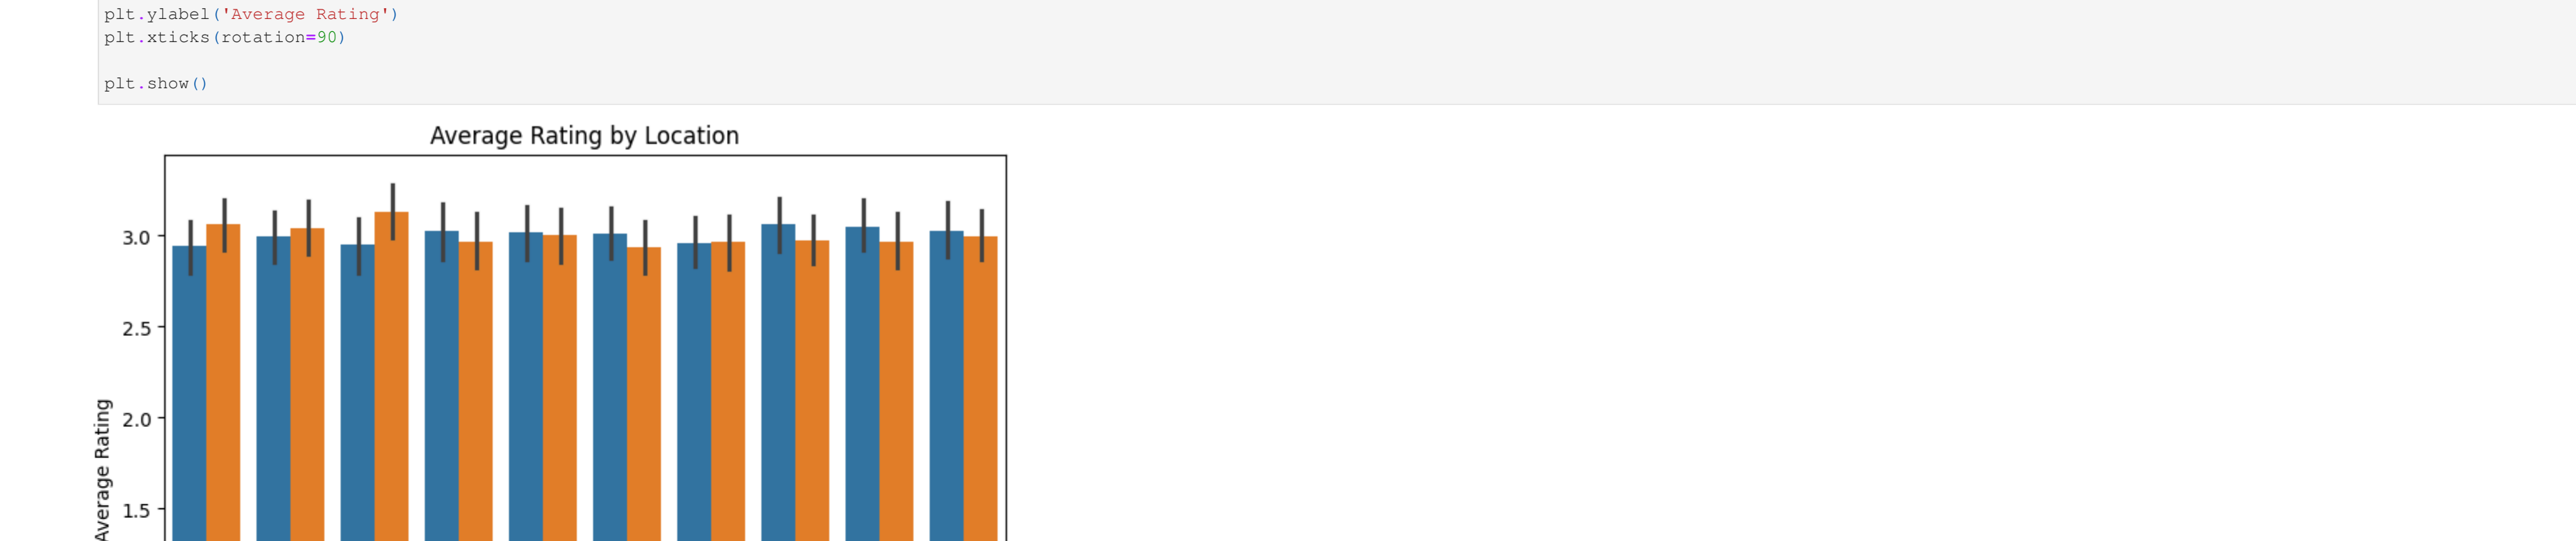 plt.ylabel('Average Rating')
plt.xticks(rotation=90)
plt.show()
Average Rating by Location
3.0
2.5
2.0
1.5
Average Rating